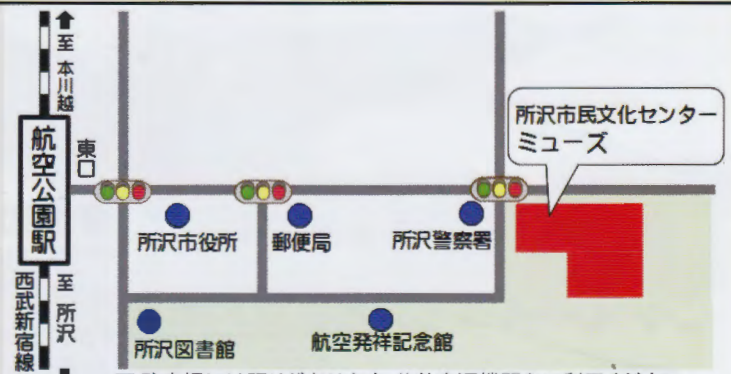 至 本川越
航空公園駅
東口
至 所沢
西武新宿線
所沢市民文化センター
ミューズ
所沢市役所
郵便局
所沢警察署
所沢図書館
航空発祥記念館